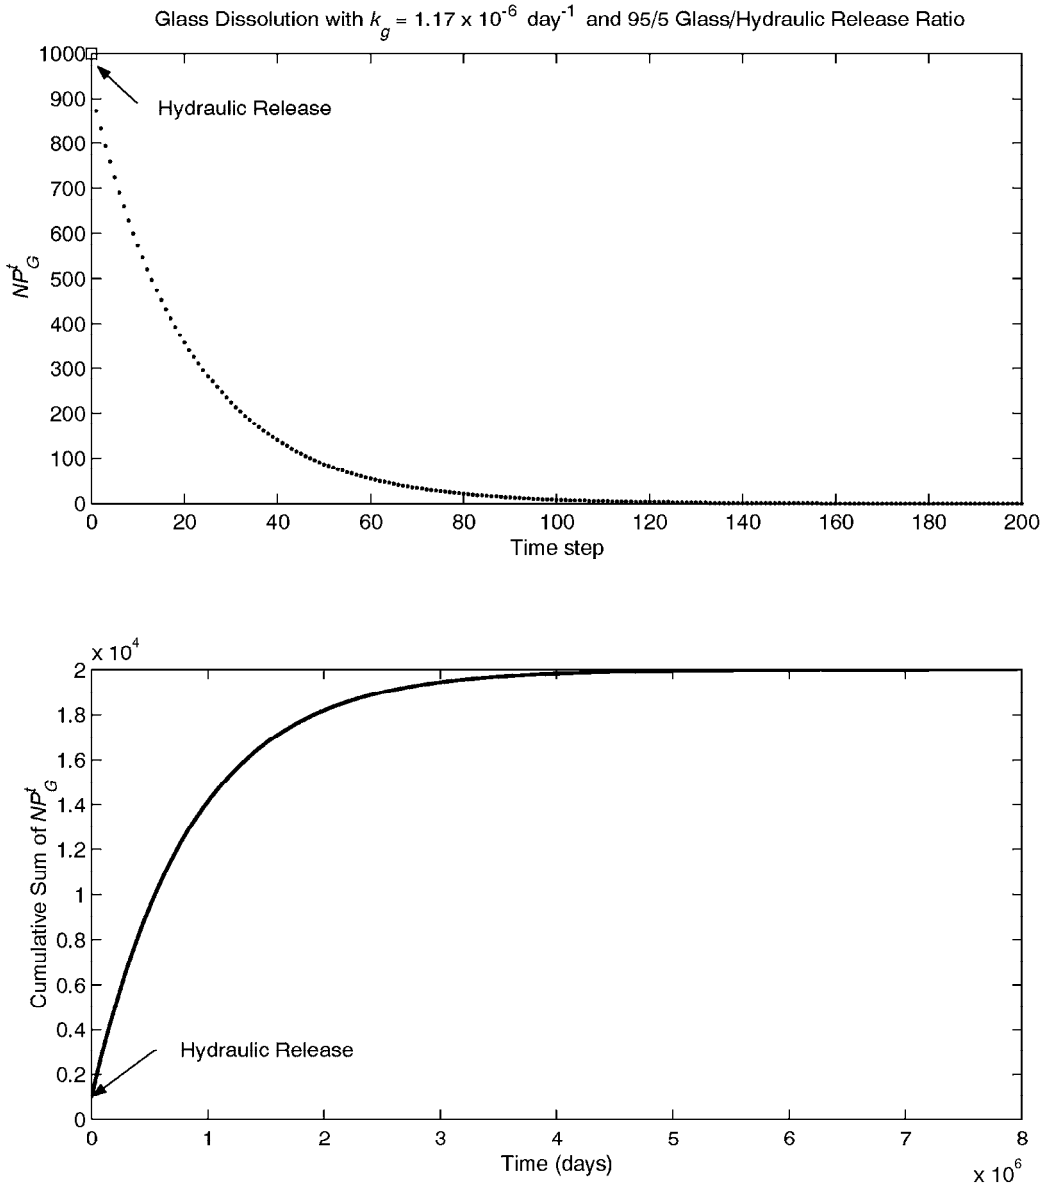 Glass Dissolution with k_g = 1.17 x 10^-6 day^-1 and 95/5 Glass/Hydraulic Release Ratio
1000
Hydraulic Release
900
800
700
600
500
400
300
200
100
0
NP^t_G
0 20 40 60 80 100 120 140 160 180 200
Time step
x 10^4
2
1.8
1.6
1.4
1.2
1
0.8
0.6
0.4
0.2
0
Cumulative Sum of NP^t_G
Hydraulic Release
0 1 2 3 4 5 6 7 8
Time (days)
x 10^6